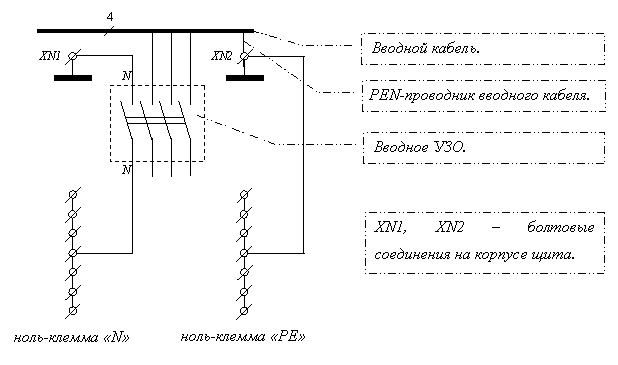 4
Вводной кабель.
XN1
XN2
N
PEN-проводник вводного кабеля.
Вводное УЗО.
N
XN1, XN2 – болтовые
соединения на корпусе щита.
ноль-клемма «N»
ноль-клемма «PE»